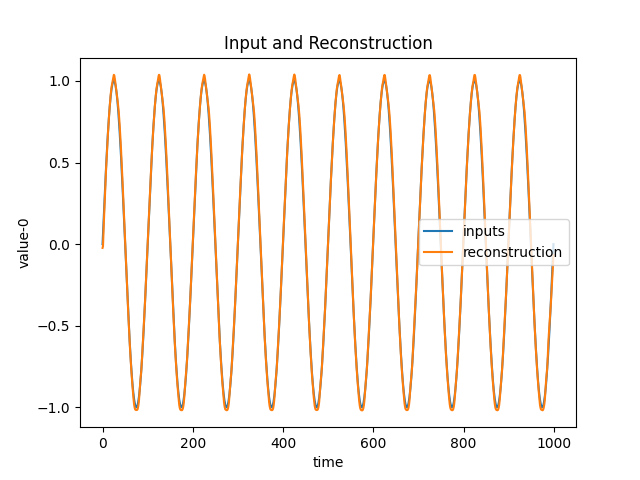 Input and Reconstruction
1.0
0.5
0.0
−0.5
−1.0
value-0
inputs
reconstruction
0 200 400 600 800 1000
time